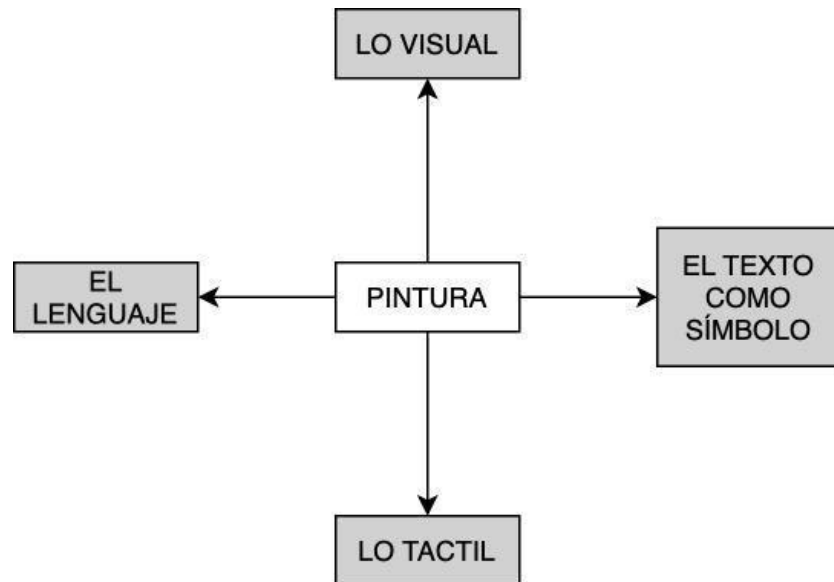 LO VISUAL
EL
LENGUAJE
PINTURA
EL TEXTO
COMO
SÍMBOLO
LO TACTIL